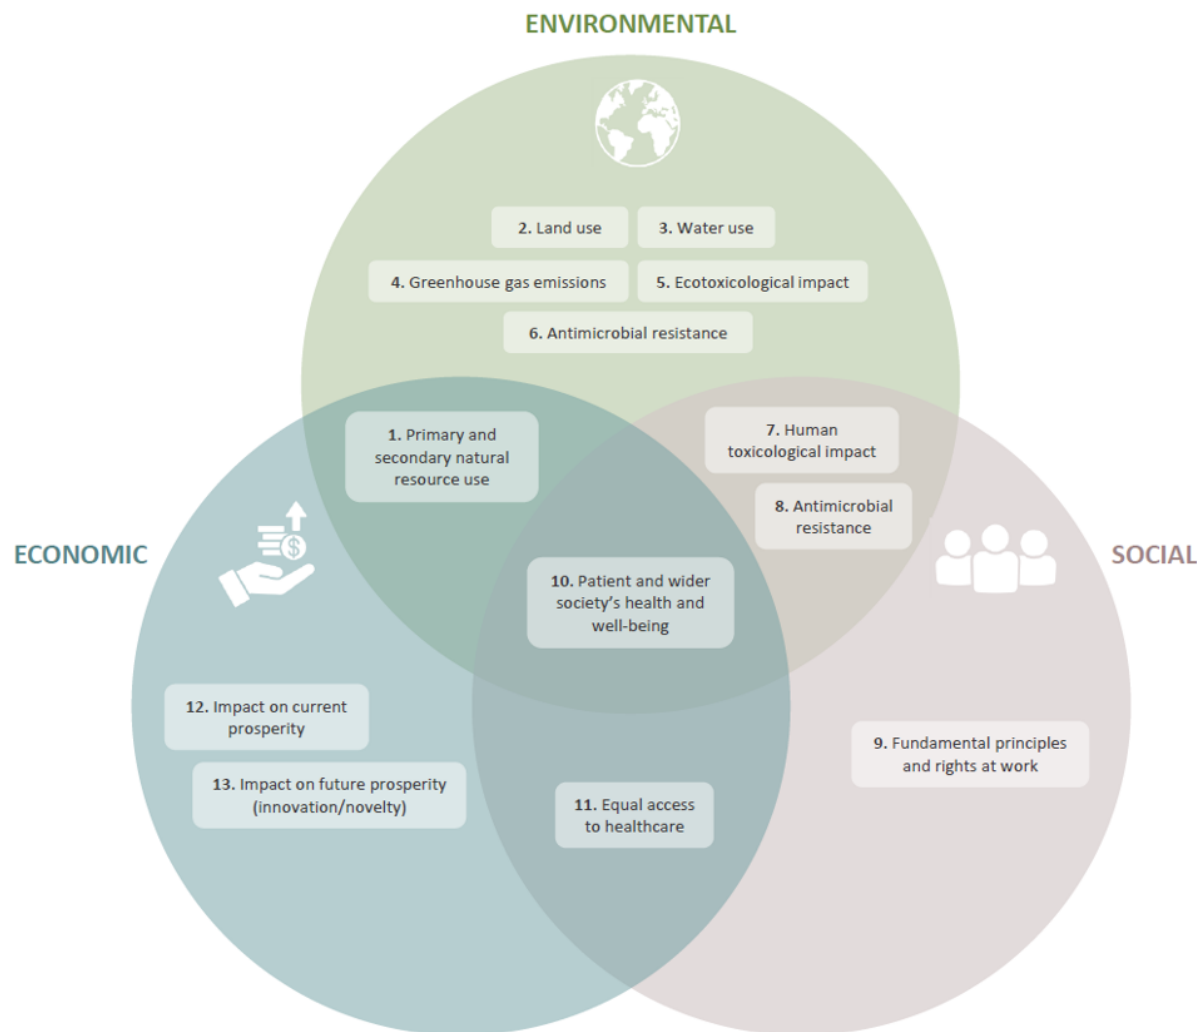 ENVIRONMENTAL
2. Land use
3. Water use
4. Greenhouse gas emissions
5. Ecotoxicological impact
6. Antimicrobial resistance
1. Primary and
secondary natural
resource use
7. Human
toxicological impact
8. Antimicrobial
resistance
ECONOMIC
$
SOCIAL
10. Patient and wider
society’s health and
well-being
12. Impact on current
prosperity
9. Fundamental principles
and rights at work
13. Impact on future prosperity
(innovation/novelty)
11. Equal access
to healthcare